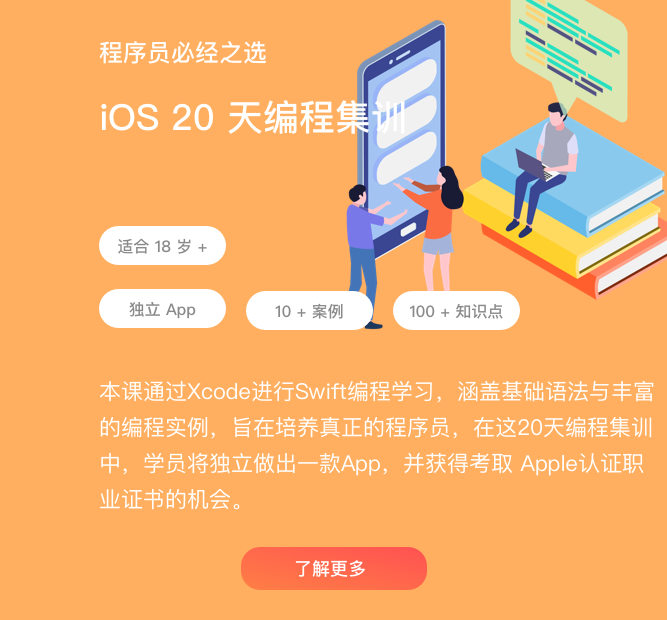 程序员必经之选
iOS 20 天编程集训
适合 18 岁 +
独立 App
10 + 案例
100 + 知识点
本课通过Xcode进行Swift编程学习，涵盖基础语法与丰富
的编程实例，旨在培养真正的程序员，在这20天编程集训
中，学员将独立做出一款App，并获得考取 Apple认证职
业证书的机会。
了解更多